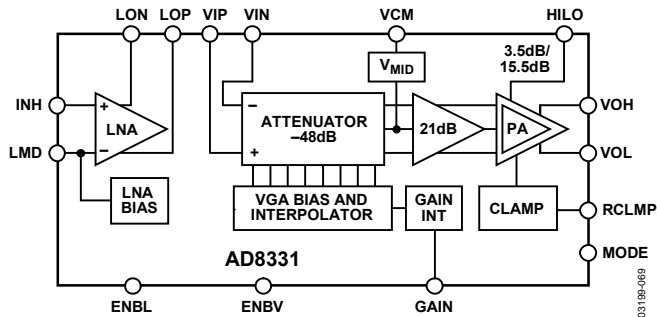 LON LOP VIP VIN VCM HILO
3.5dB/
15.5dB
VMID
INH
+
LNA
−
LMD
LNA
BIAS
−
ATTENUATOR
–48dB
+
21dB
PA
VOH
VOL
VGA BIAS AND
INTERPOLATOR
GAIN
INT
CLAMP
RCLMP
MODE
AD8331
ENBL ENBV GAIN
03199-069